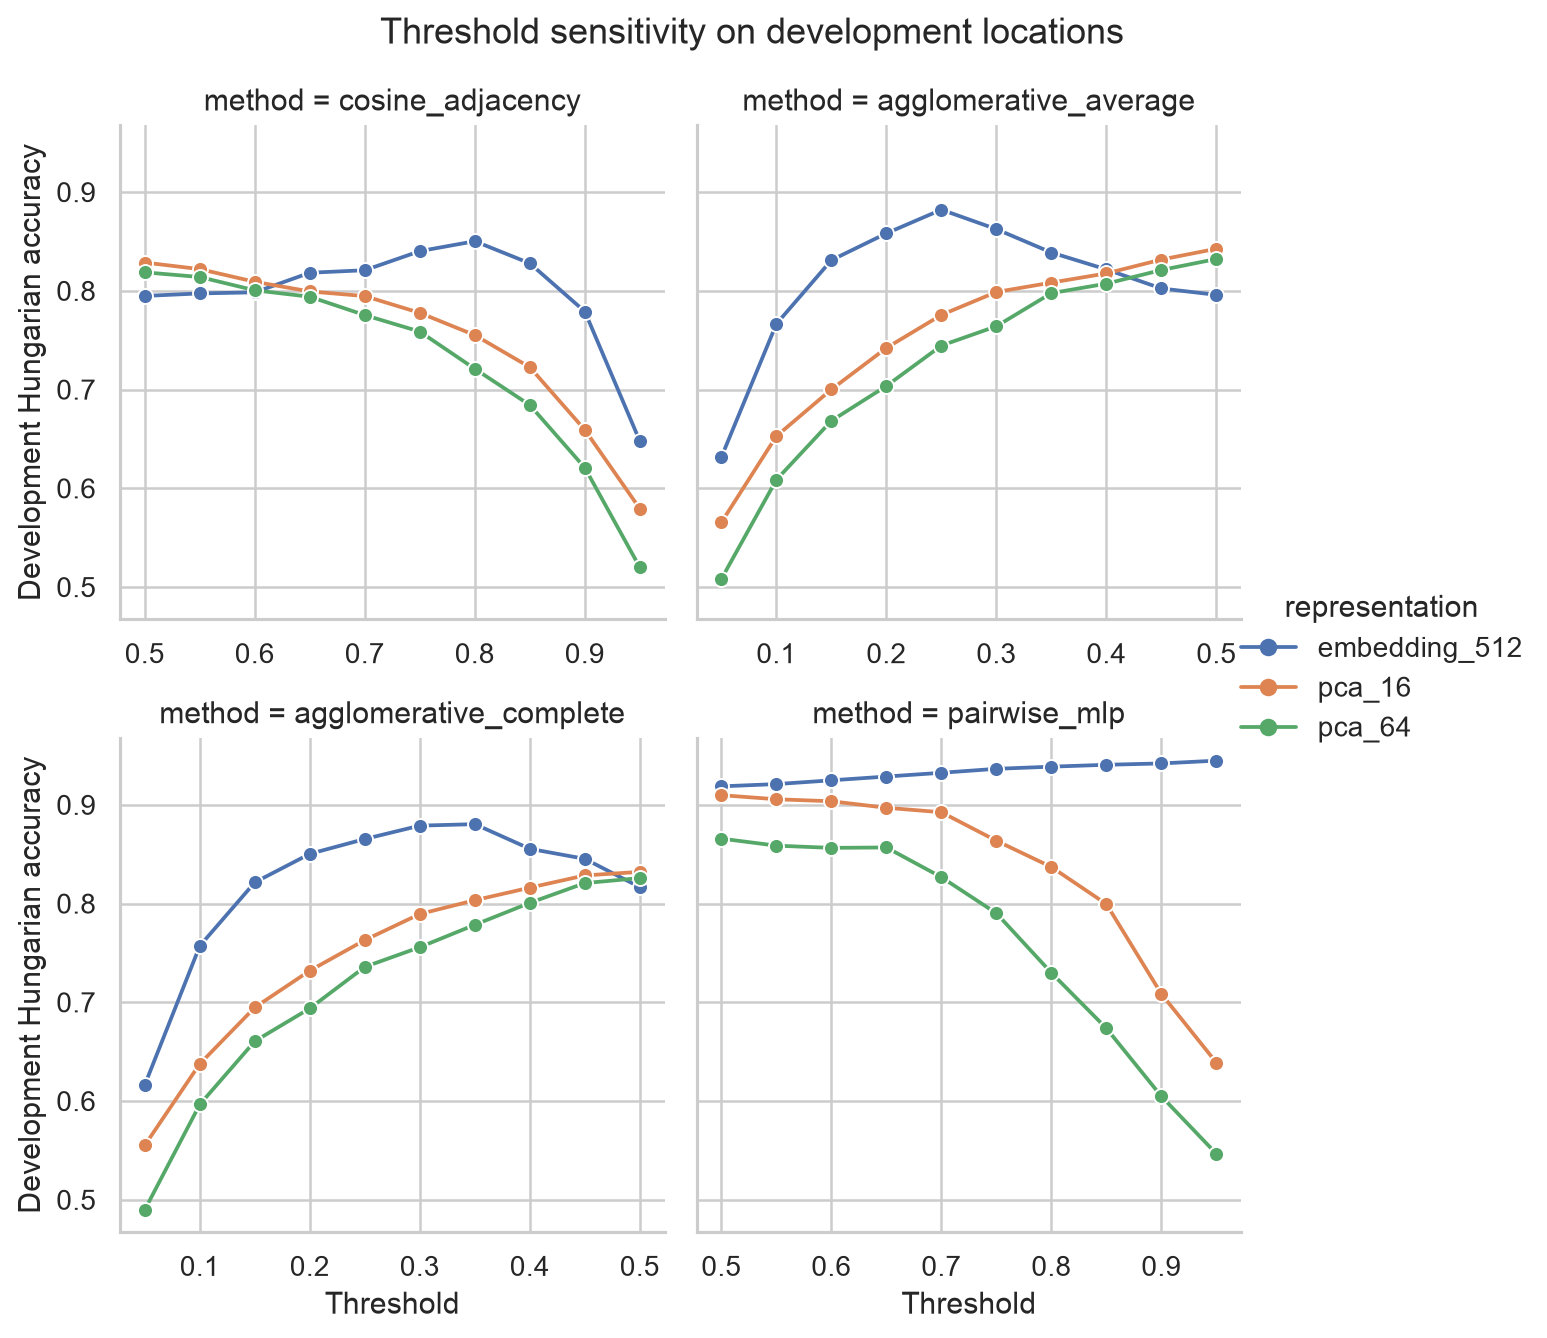 Threshold sensitivity on development locations
method = cosine_adjacency
method = agglomerative_average
Development Hungarian accuracy
0.9
0.8
0.7
0.6
0.5
0.5 0.6 0.7 0.8 0.9
0.1 0.2 0.3 0.4 0.5
representation
embedding_512
pca_16
pca_64
method = agglomerative_complete
method = pairwise_mlp
Development Hungarian accuracy
0.9
0.8
0.7
0.6
0.5
0.1 0.2 0.3 0.4 0.5
Threshold
0.5 0.6 0.7 0.8 0.9
Threshold